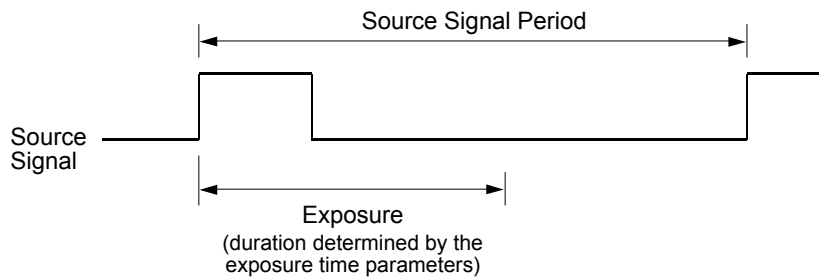 Source Signal Period
Source
Signal
Exposure
(duration determined by the
exposure time parameters)